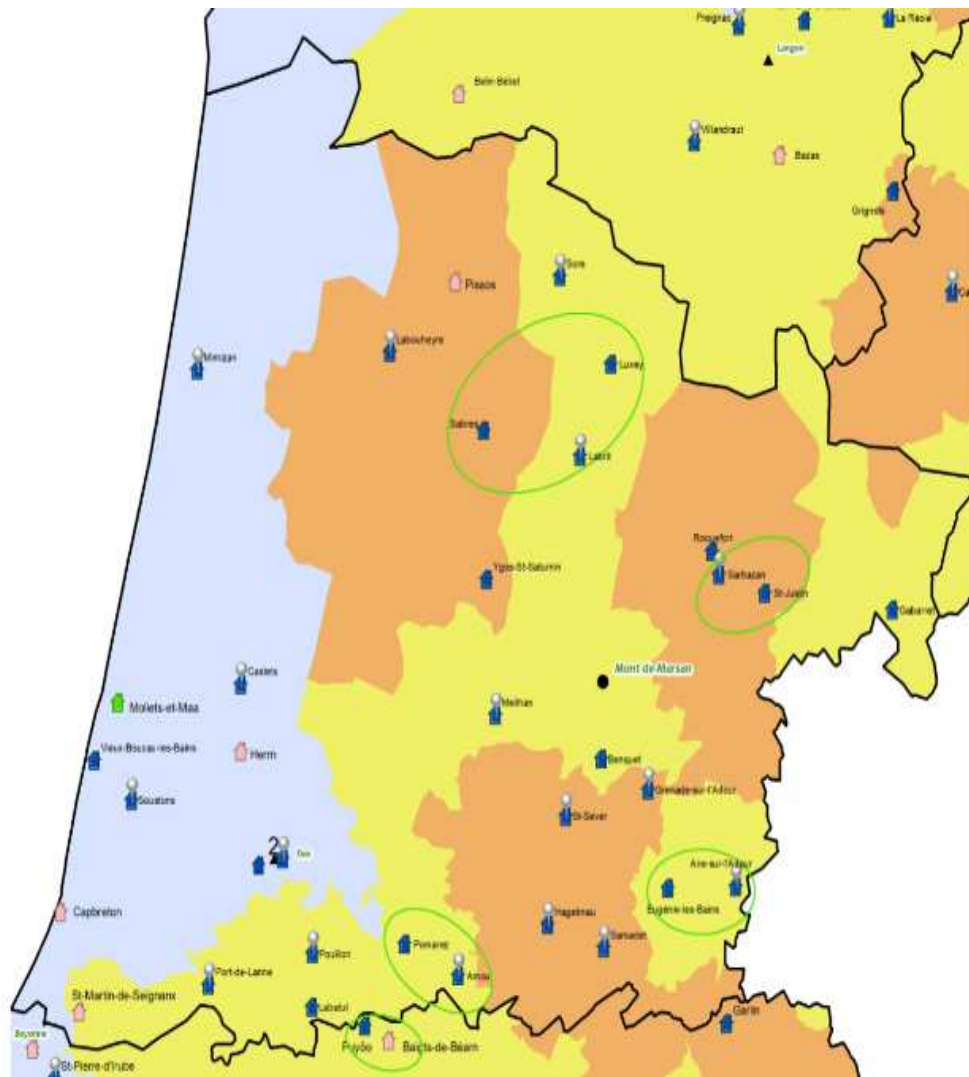 Preignac
La Réole
Langon
Belin-Béliet
Villandraut
Bazas
Grignols
Sore
Pissos
Labouheyre
Mimizan
Luxey
Sabres
Labrit
Roquefort
Sarbazan
St-Justin
Ygos-St-Saturnin
Gabarret
Mont-de-Marsan
Castets
Moliets-et-Maa
Meilhan
Vieux-Boucau-les-Bains
Herm
Benquet
Grenade-sur-l'Adour
Soustons
St-Sever
2
Dax
Aire-sur-l'Adour
Eugénie-les-Bains
Capbreton
Hagetmau
Pomarez
Samadet
Pouillon
Port-de-Lanne
Amou
St-Martin-de-Seignanx
Labatut
Garlin
Bayonne
Puyôo
Baigts-de-Béarn
St-Pierre-d'Irube